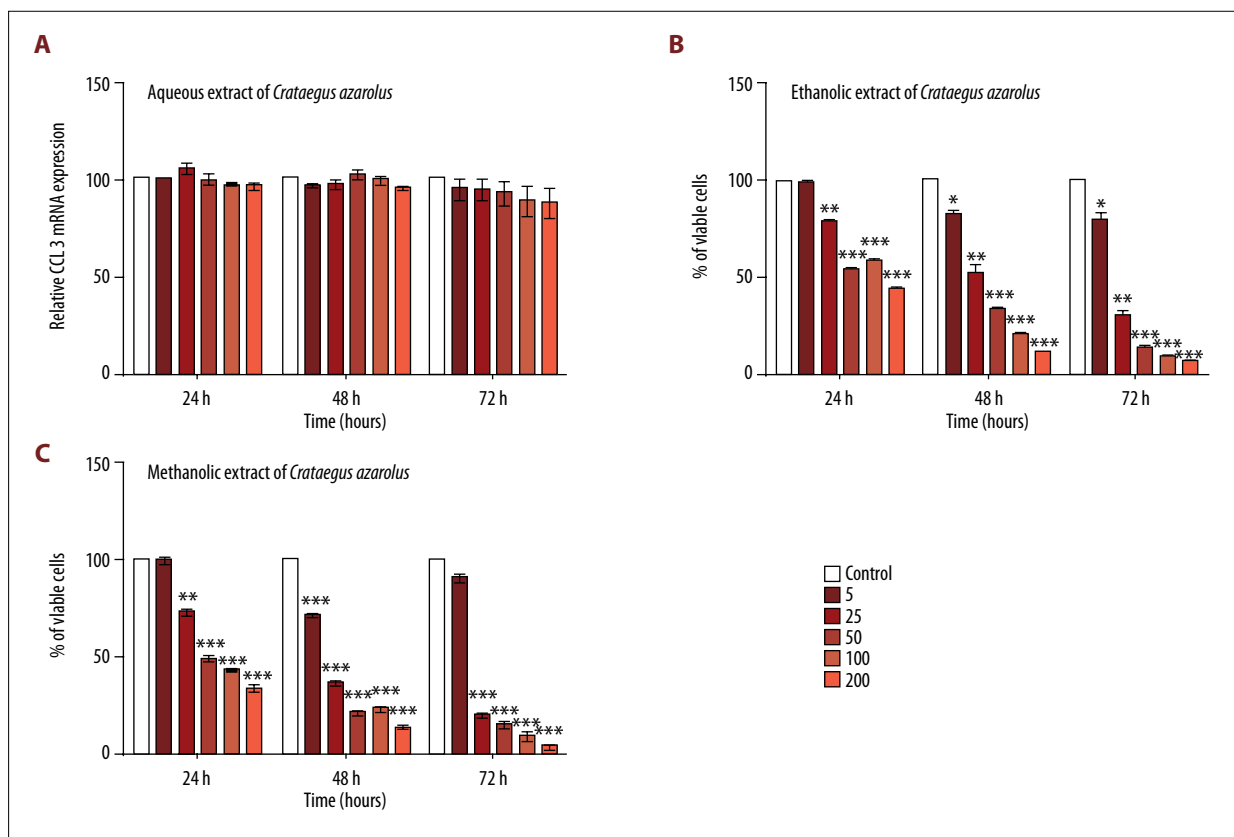 A
150
100
50
0
Relative CCL 3 mRNA expression
Aqueous extract of Crataegus azarolus
24 h
48 h
72 h
Time (hours)
B
150
100
50
0
% of vlable cells
Ethanolic extract of Crataegus azarolus
**
***
***
***
*
**
***
***
***
*
**
***
***
***
24 h
48 h
72 h
Time (hours)
C
150
100
50
0
% of vlable cells
Methanolic extract of Crataegus azarolus
**
***
***
***
***
***
***
***
***
***
***
***
***
24 h
48 h
72 h
Time (hours)
Control
5
25
50
100
200